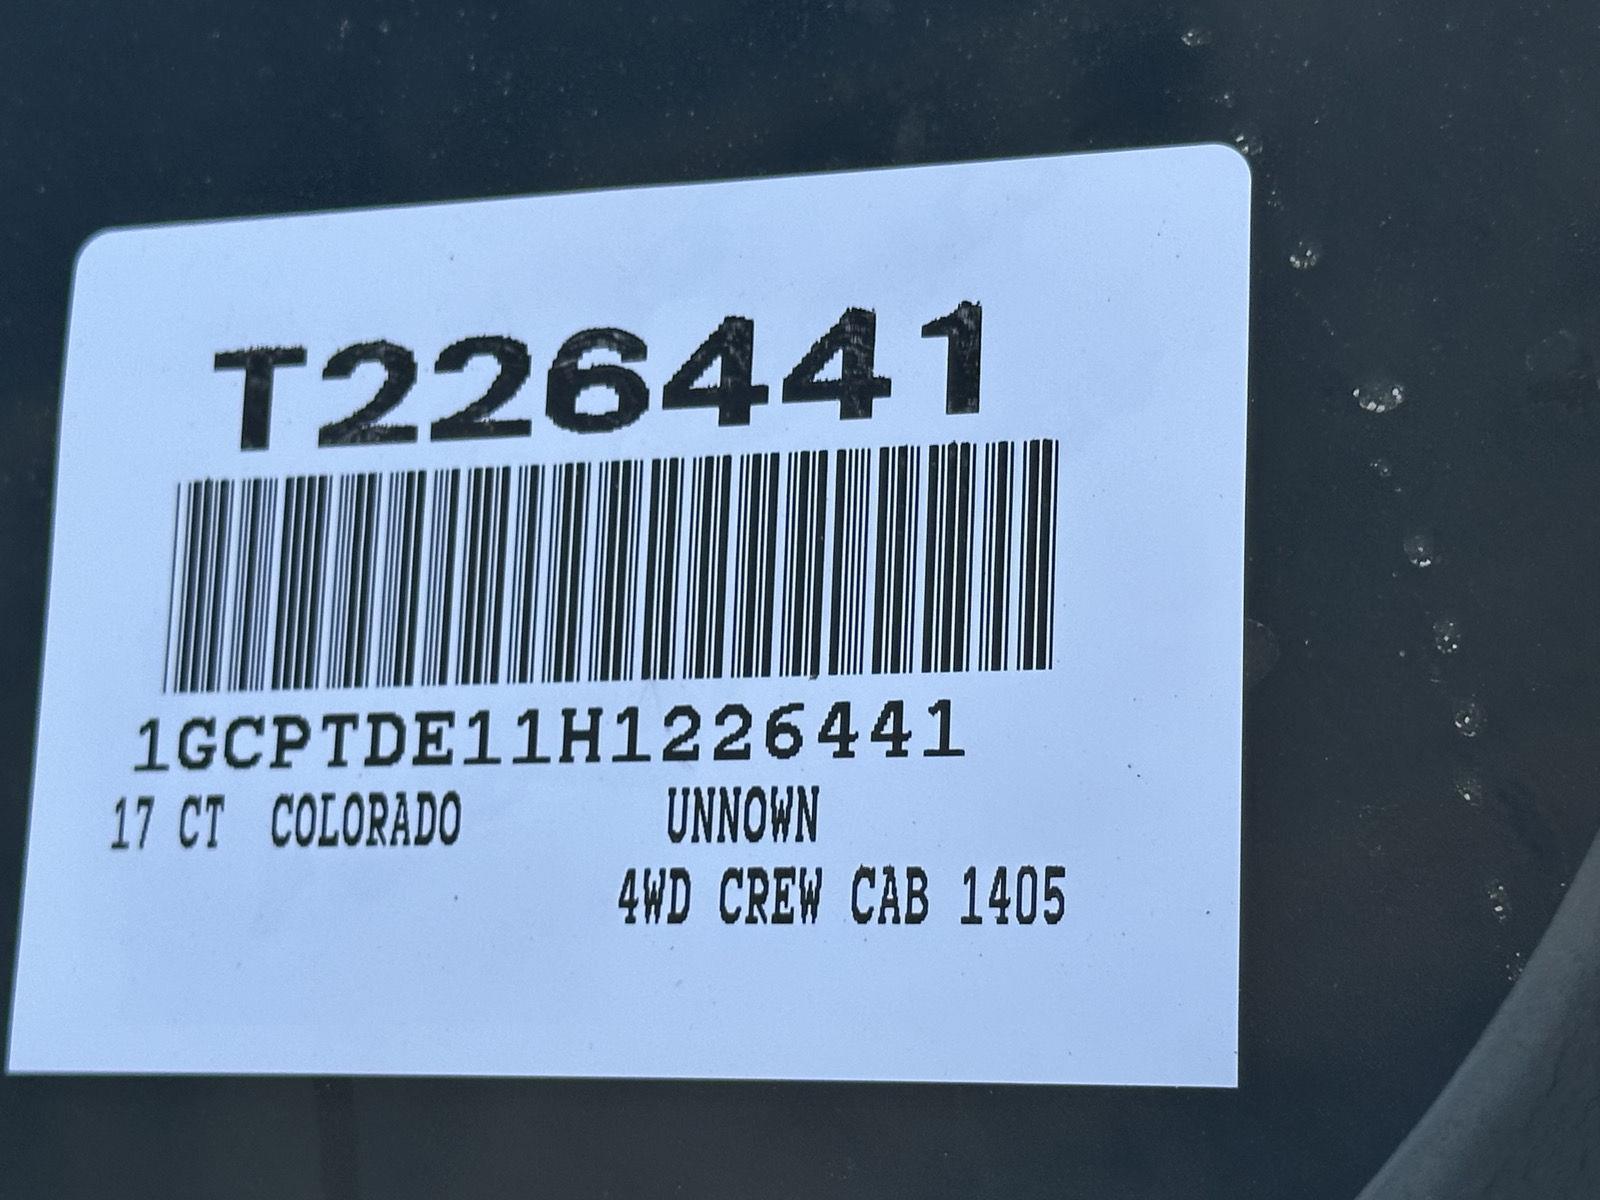 T226441
1GCPTDE11H1226441
17 CT COLORADO UNNOWN
4WD CREW CAB 1405